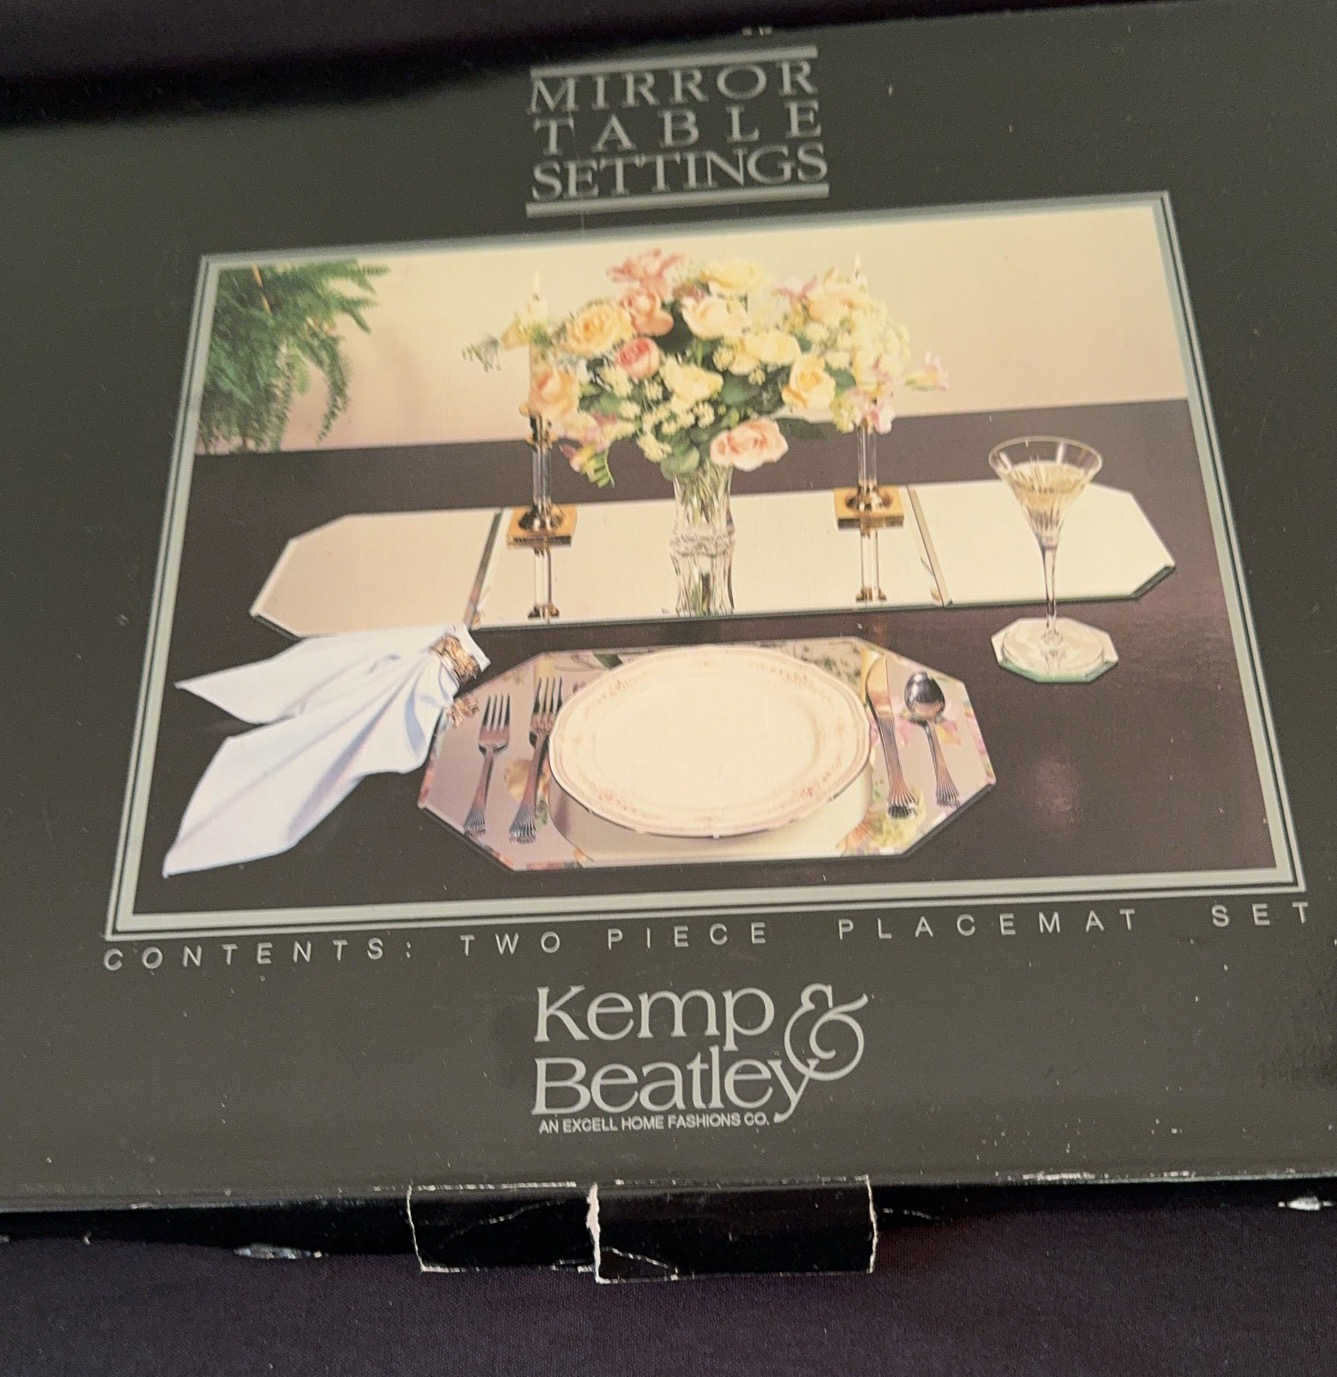 MIRROR
TABLE
SETTINGS
CONTENTS: TWO PIECE PLACEMAT SET
Kemp &
Beatley
AN EXCELL HOME FASHIONS CO.